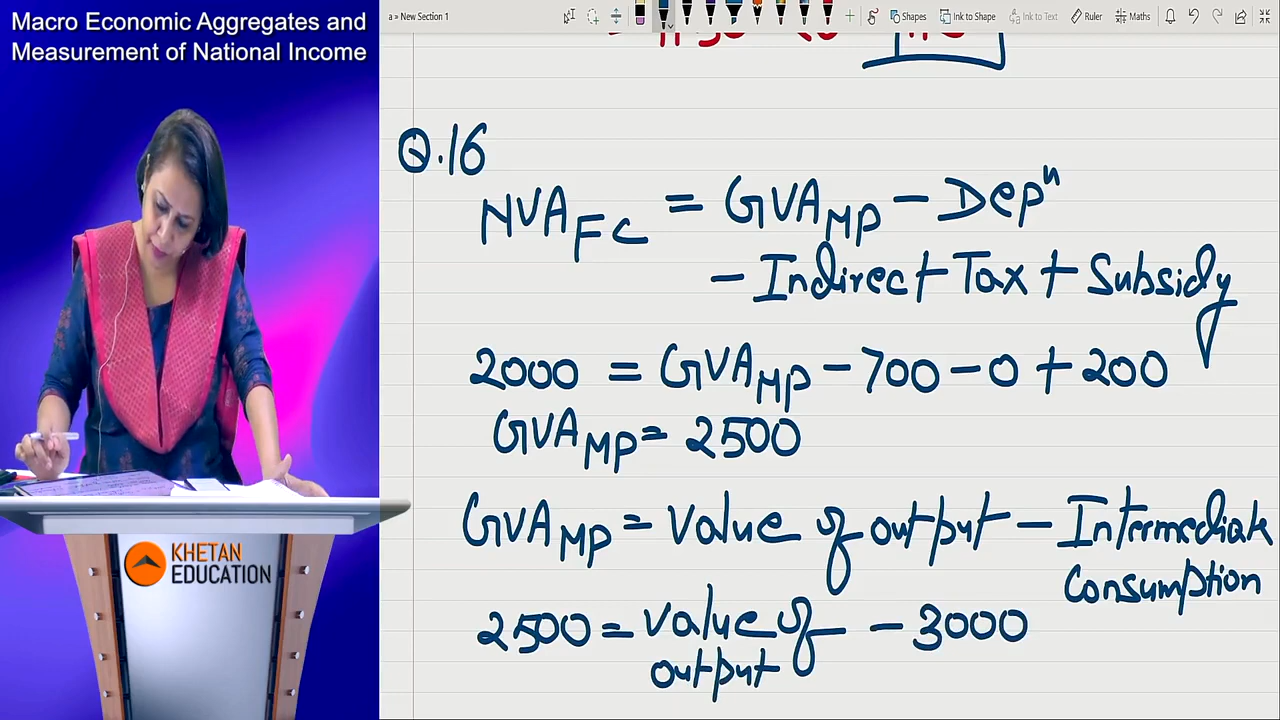 Macro Economic Aggregates and
Measurement of National Income
a » New Section 1
Shapes Ink to Shape Ink to Text Ruler Maths
Q.16
NVA FC = GVA MP - Depn
- Indirect Tax + Subsidy
2000 = GVA MP - 700 - 0 + 200
GVA MP = 2500
GVA MP = Value of output - Intermediate
Consumption
2500 = value of - 3000
output
KHETAN
EDUCATION